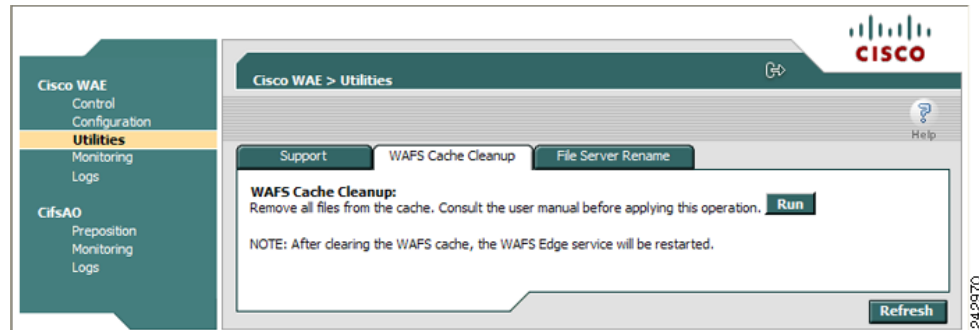 CISCO
Cisco WAE
Control
Configuration
Utilities
Monitoring
Logs
CifsAO
Preposition
Monitoring
Logs
Cisco WAE > Utilities
Help
Support
WAFS Cache Cleanup
File Server Rename
WAFS Cache Cleanup:
Remove all files from the cache. Consult the user manual before applying this operation. Run
NOTE: After clearing the WAFS cache, the WAFS Edge service will be restarted.
Refresh
242970